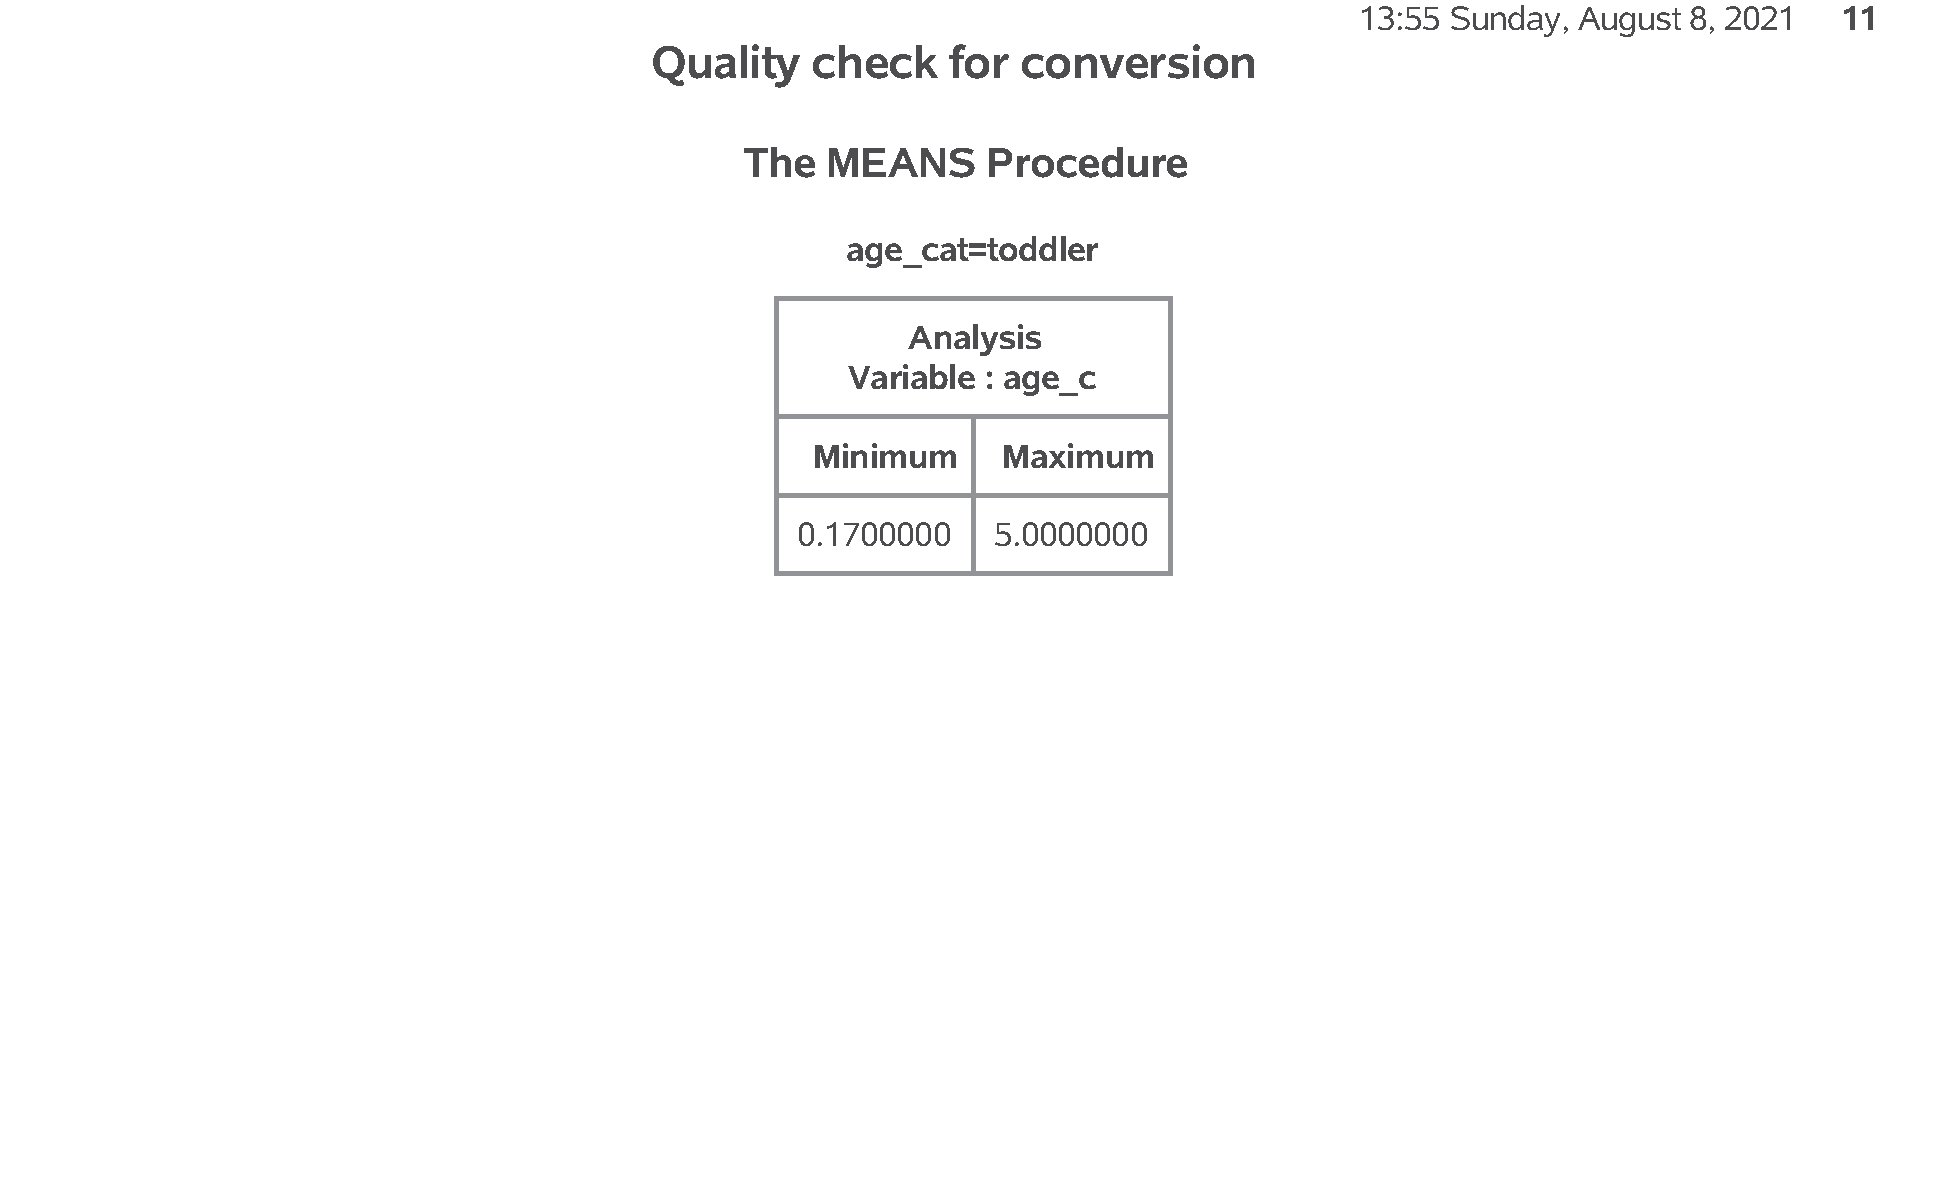 13:55 Sunday, August 8, 2021 11
Quality check for conversion
The MEANS Procedure
age_cat=toddler
Analysis
Variable : age_c
Minimum Maximum
0.1700000 5.0000000